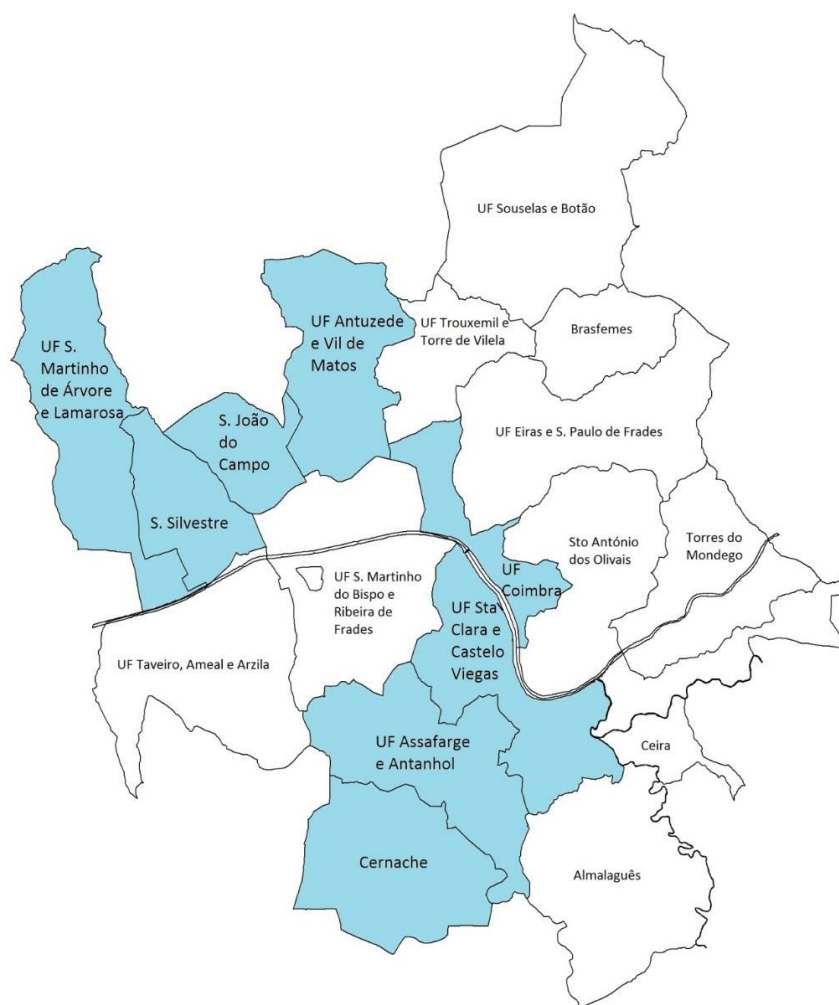 UF Souselas e Botão
UF Antuzede
e Vil de
Matos
UF Trouxemil e
Torre de Vilela
Brasfemes
UF S.
Martinho
de Árvore
e Lamarosa
S. João
do
Campo
UF Eiras e S. Paulo de Frades
S. Silvestre
Sto António
dos Olivais
Torres do
Mondego
UF
Coimbra
UF S. Martinho
do Bispo e
Ribeira de
Frades
UF Sta
Clara e
Castelo
Viegas
UF Taveiro, Ameal e Arzila
UF Assafarge
e Antanhol
Ceira
Cernache
Almalaguês